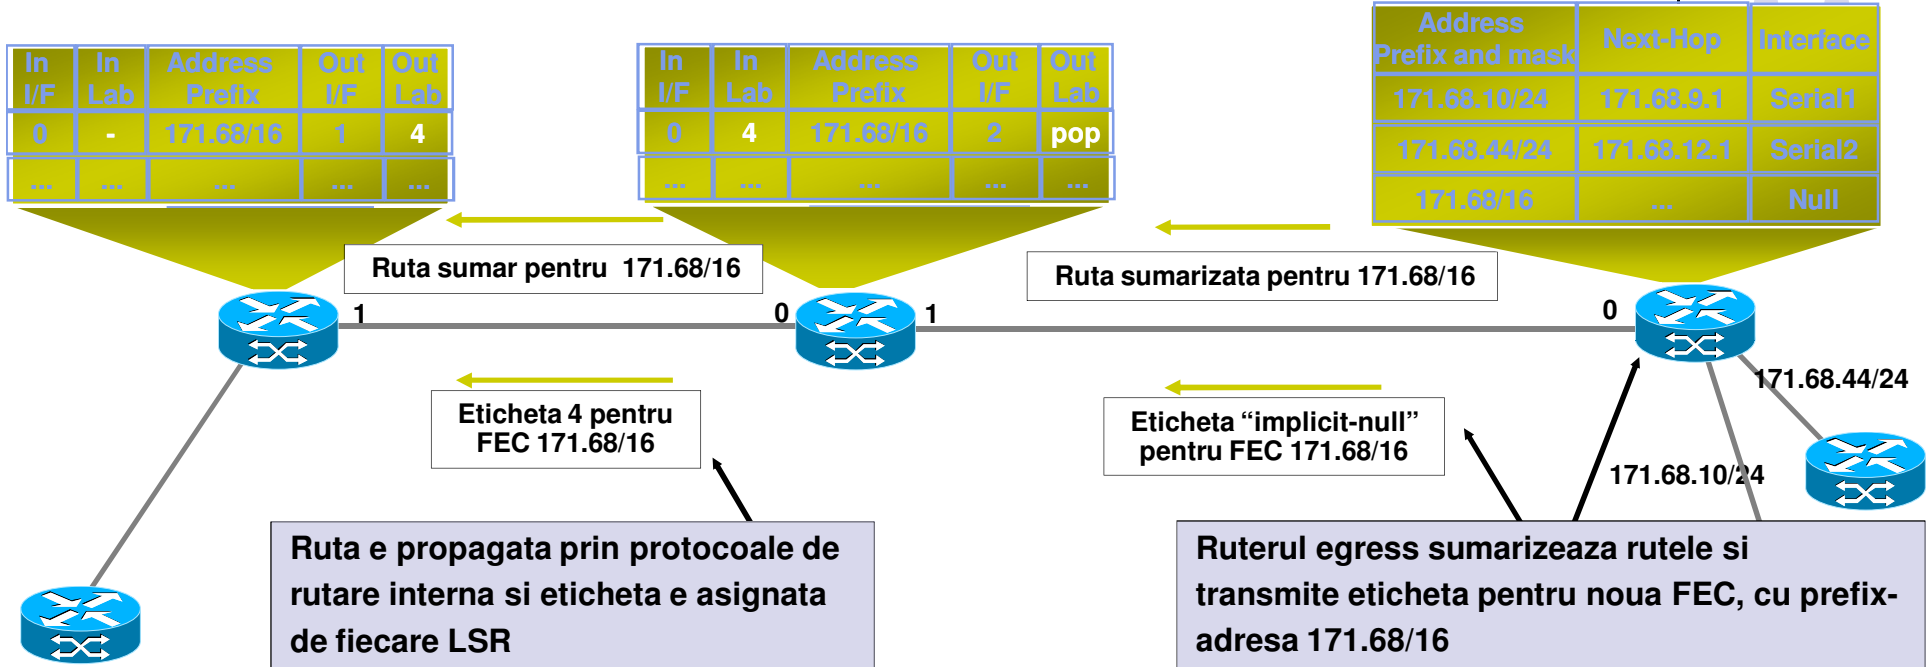 In In Address Out Out
I/F Lab Prefix I/F Lab
0 - 171.68/16 1 4
... ... ... ... ...
In In Address Out Out
I/F Lab Prefix I/F Lab
0 4 171.68/16 2 pop
... ... ... ... ...
Address
Prefix and mask Next-Hop Interface
171.68.10/24 171.68.9.1 Serial1
171.68.44/24 171.68.12.1 Serial2
171.68/16 ... Null
Ruta sumar pentru 171.68/16
Ruta sumarizata pentru 171.68/16
1
0
1
0
171.68.44/24
171.68.10/24
Eticheta 4 pentru
FEC 171.68/16
Eticheta “implicit-null”
pentru FEC 171.68/16
Ruta e propagata prin protocoale de
rutare interna si eticheta e asignata
de fiecare LSR
Ruterul egress sumarizeaza rutele si
transmite eticheta pentru noua FEC, cu prefix-
adresa 171.68/16